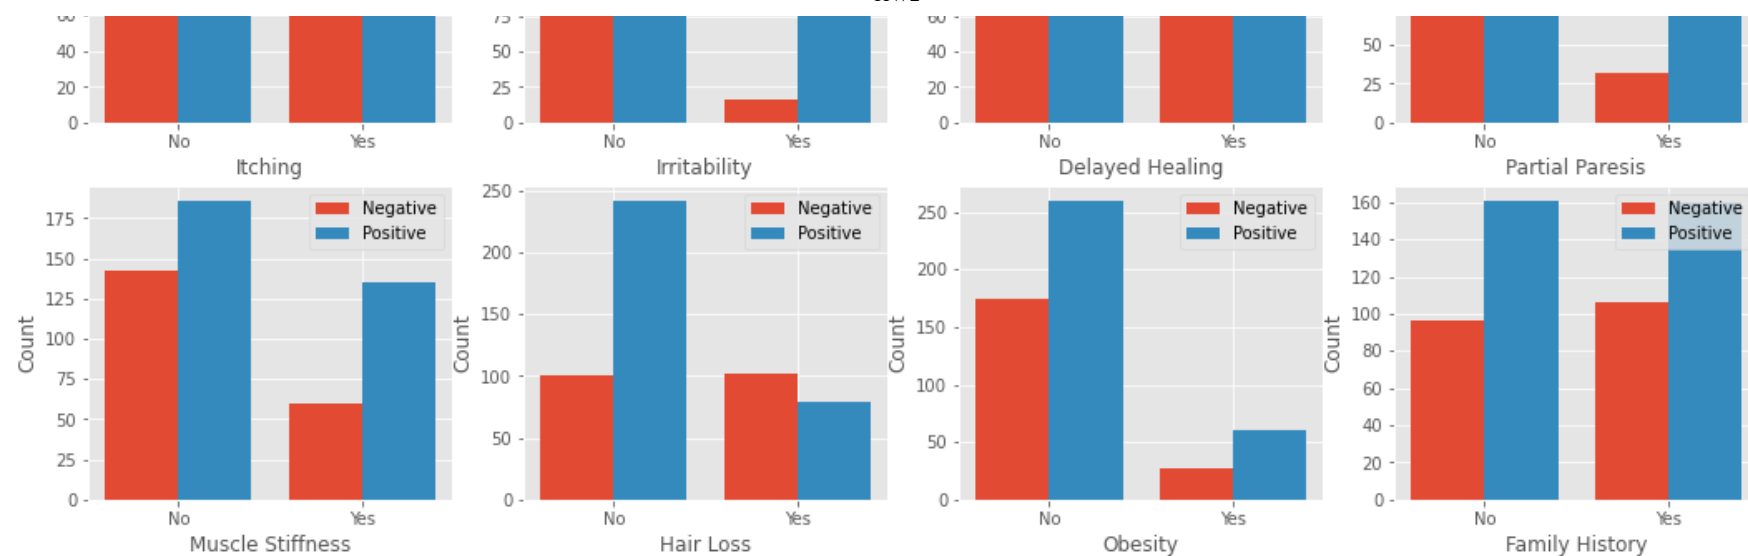 60 75 60
40 50 40 50
20 25 20 25
0 0 0 0
No Yes No Yes No Yes No Yes
Itching Irritability Delayed Healing Partial Paresis
Count
175
150
125
100
75
50
25
0
Negative
Positive
No Yes
Muscle Stiffness
Count
250
200
150
100
50
0
Negative
Positive
No Yes
Hair Loss
Count
250
200
150
100
50
0
Negative
Positive
No Yes
Obesity
Count
160
140
120
100
80
60
40
20
0
Negative
Positive
No Yes
Family History